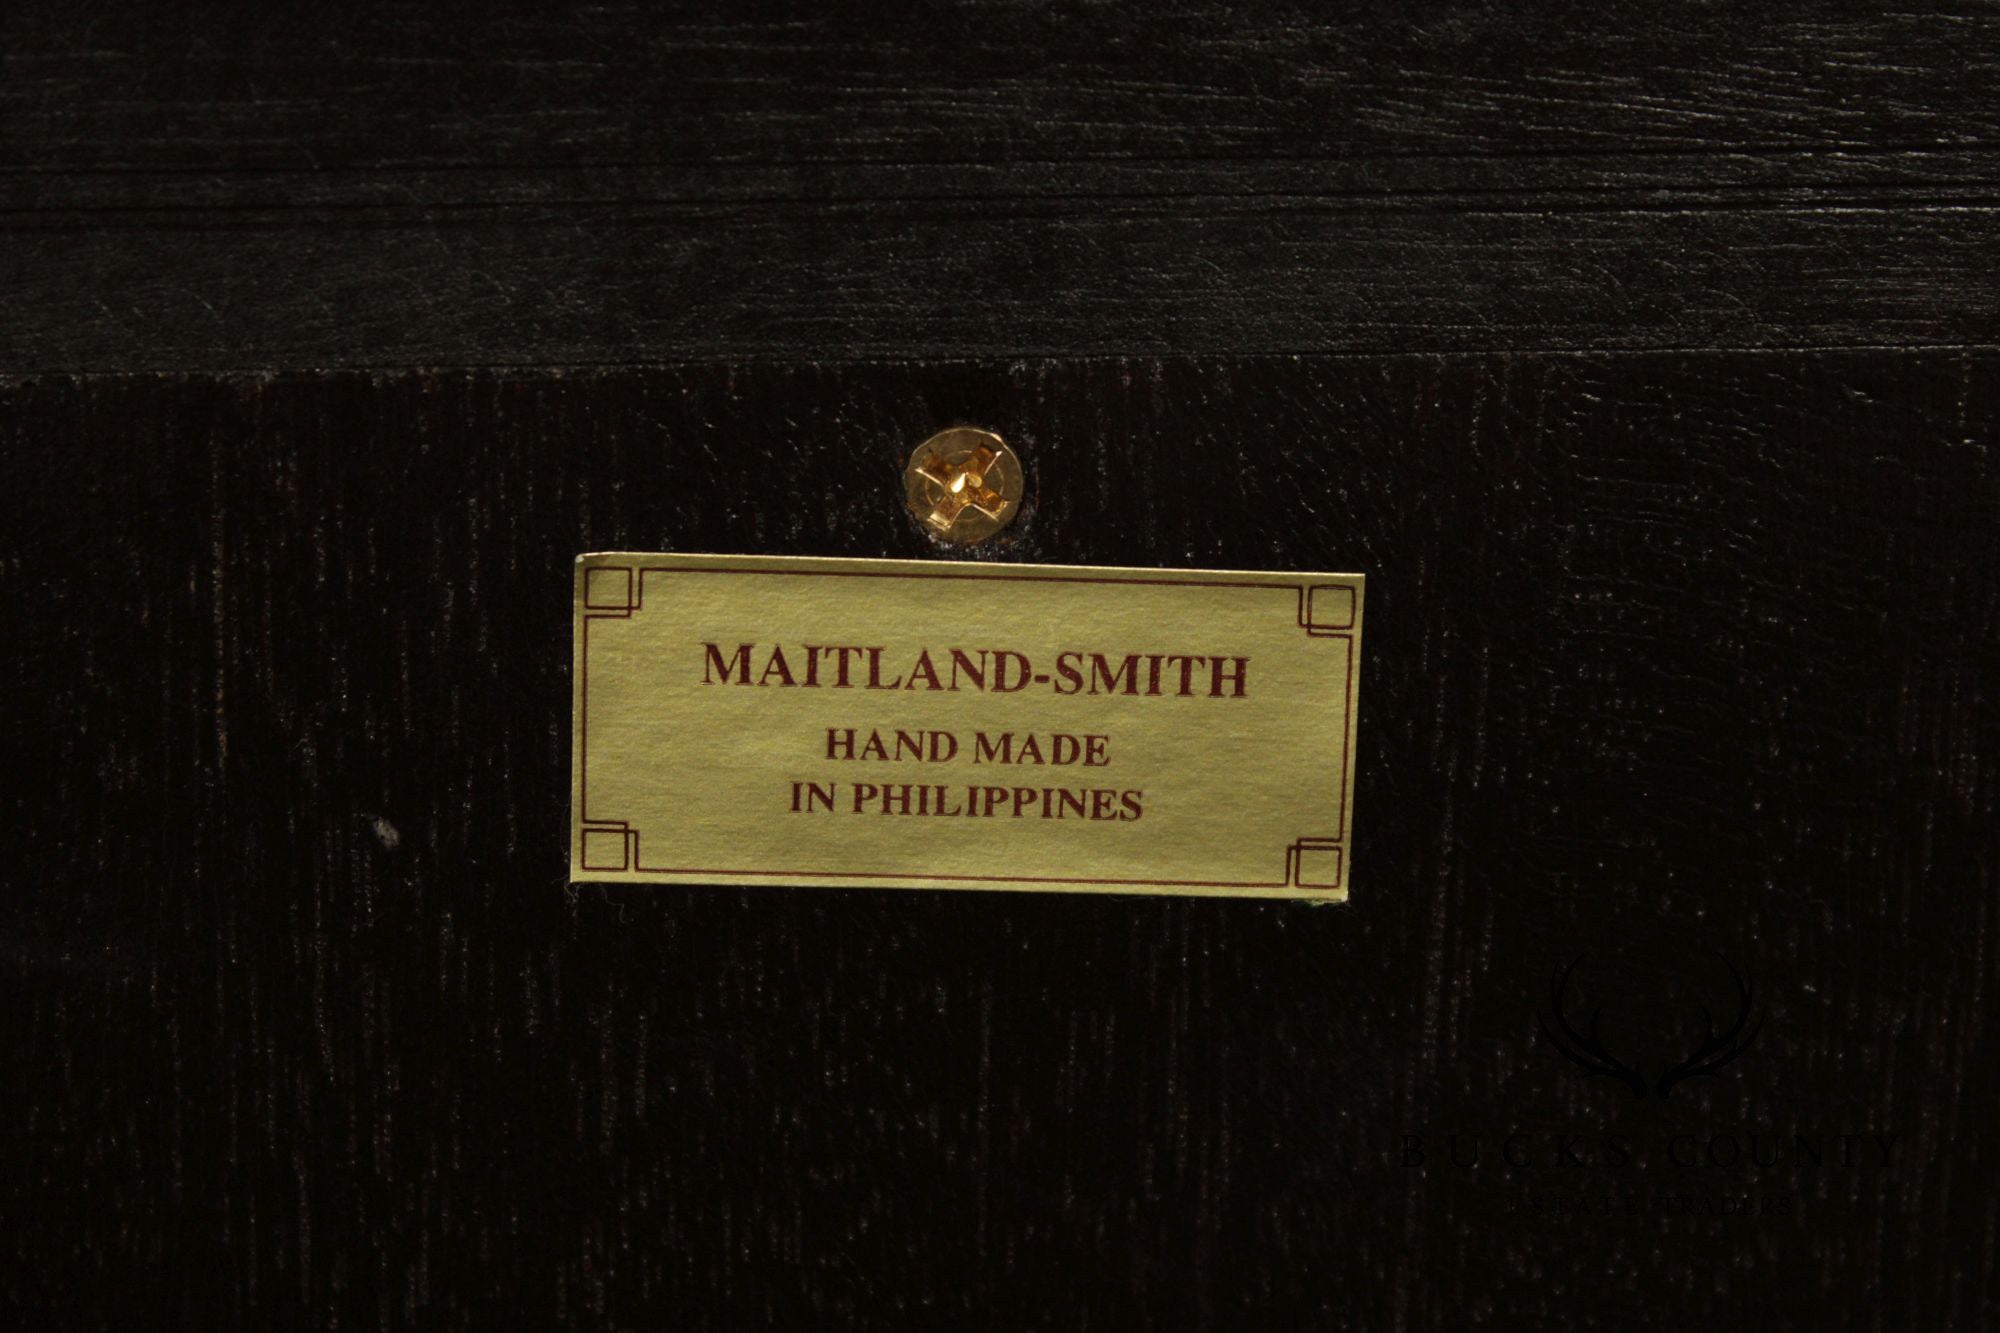 MAITLAND-SMITH
HAND MADE
IN PHILIPPINES
BUCKS COUNTY
ESTATE TRADERS